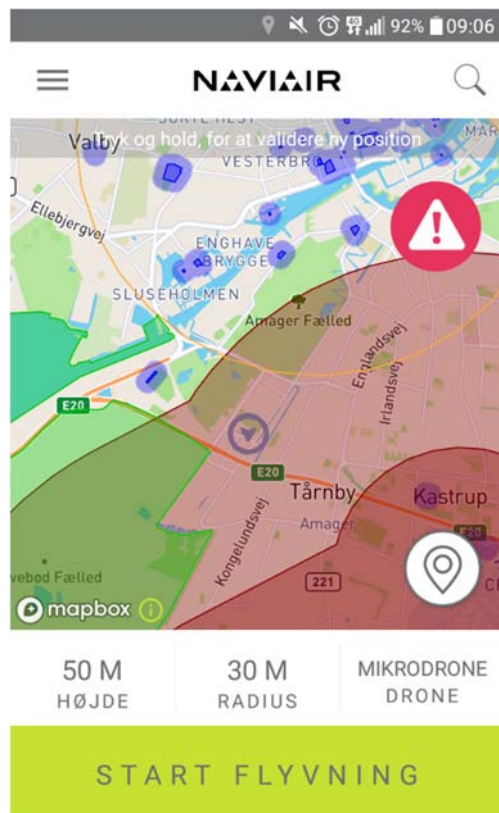 40 92% 09:06
NAVIAIR
Tryk og hold, for at validere ny position
Valby
VESTERBR
Ellebjergvej
ENGHAVE
BRYGGE
SLUSEHOLMEN
Amager Fælled
Englandsvej
Irlandsvej
E20
E20
Tårnby
Kastrup
Amager
E20
Kongelundsvej
221
vebod Fælled
mapbox
50 M
HØJDE
30 M
RADIUS
MIKRODRONE
DRONE
START FLYVNING